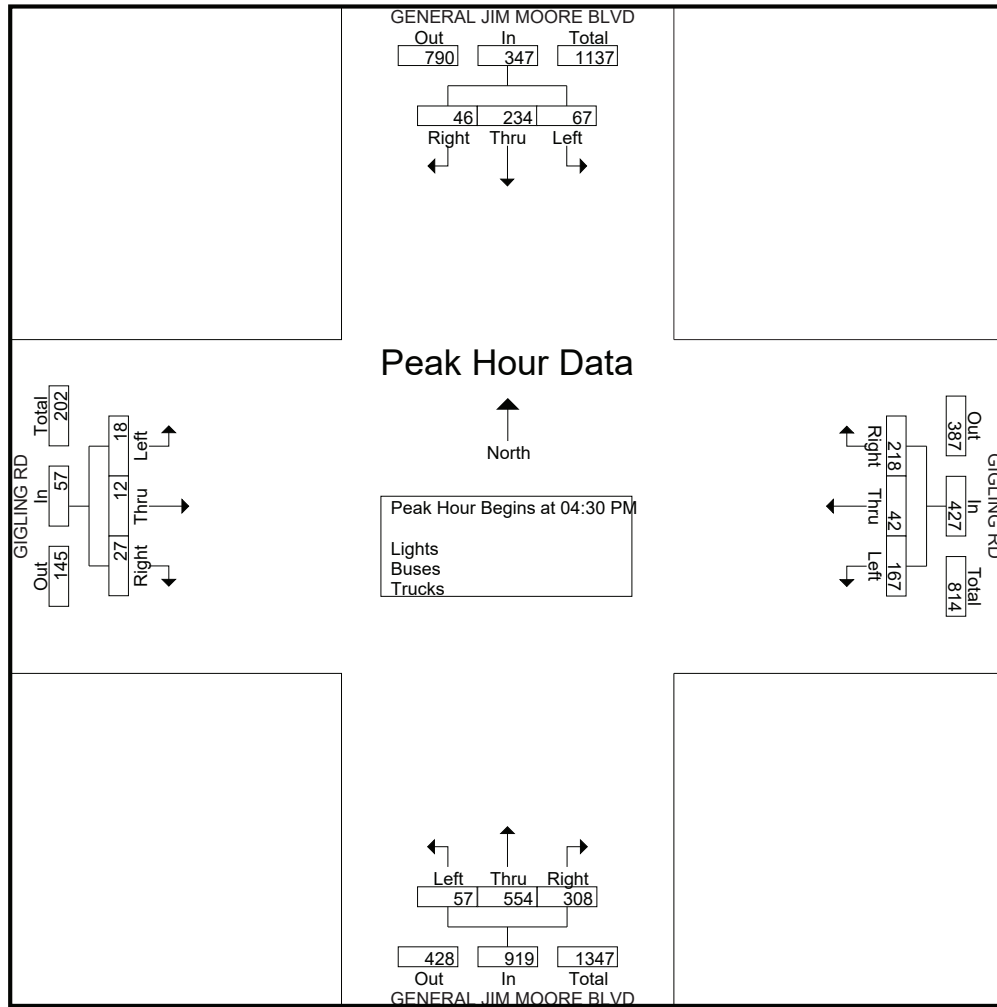 GENERAL JIM MOORE BLVD
Out In Total
790 347 1137
46 234 67
Right Thru Left
Peak Hour Data
North
Peak Hour Begins at 04:30 PM
Lights
Buses
Trucks
GIGLING RD
Out In Total
145 57 202
27 12 18
Right Thru Left
GIGLING RD
Out In Total
387 427 814
218 42 167
Right Thru Left
Left Thru Right
57 554 308
428 919 1347
Out In Total
GENERAL JIM MOORE BLVD